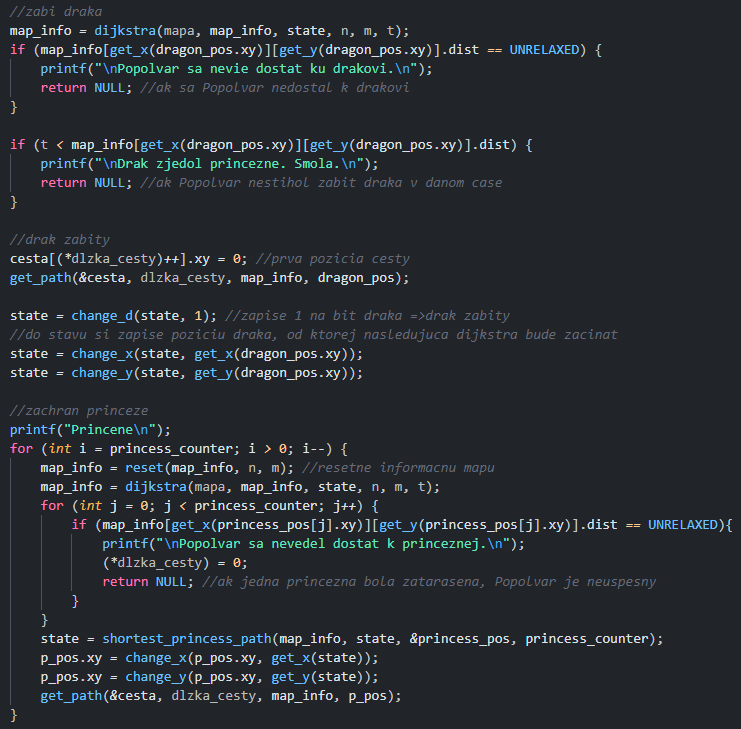 //zabi draka
map_info = dijkstra(mapa, map_info, state, n, m, t);
if (map_info[get_x(dragon_pos.xy)][get_y(dragon_pos.xy)].dist == UNRELAXED) {
    printf("\nPopolvar sa nevie dostat ku drakovi.\n");
    return NULL; //ak sa Popolvar nedostal k drakovi
}

if (t < map_info[get_x(dragon_pos.xy)][get_y(dragon_pos.xy)].dist) {
    printf("\nDrak zjedol princezne. Smola.\n");
    return NULL; //ak Popolvar nestihol zabit draka v danom case
}

//drak zabity
cesta[(*dlzka_cesty)++].xy = 0; //prva pozicia cesty
get_path(&cesta, dlzka_cesty, map_info, dragon_pos);

state = change_d(state, 1); //zapise 1 na bit draka =>drak zabity
//do stavu si zapise poziciu draka, od ktorej nasledujuca dijkstra bude zacinat
state = change_x(state, get_x(dragon_pos.xy));
state = change_y(state, get_y(dragon_pos.xy));

//zachran princeze
printf("Princene\n");
for (int i = princess_counter; i > 0; i--) {
    map_info = reset(map_info, n, m); //resetne informacnu mapu
    map_info = dijkstra(mapa, map_info, state, n, m, t);
    for (int j = 0; j < princess_counter; j++) {
        if (map_info[get_x(princess_pos[j].xy)][get_y(princess_pos[j].xy)].dist == UNRELAXED){
            printf("\nPopolvar sa nevedel dostat k princeznej.\n");
            (*dlzka_cesty) = 0;
            return NULL; //ak jedna princezna bola zatarasena, Popolvar je neuspesny
        }
    }
    state = shortest_princess_path(map_info, state, &princess_pos, princess_counter);
    p_pos.xy = change_x(p_pos.xy, get_x(state));
    p_pos.xy = change_y(p_pos.xy, get_y(state));
    get_path(&cesta, dlzka_cesty, map_info, p_pos);
}